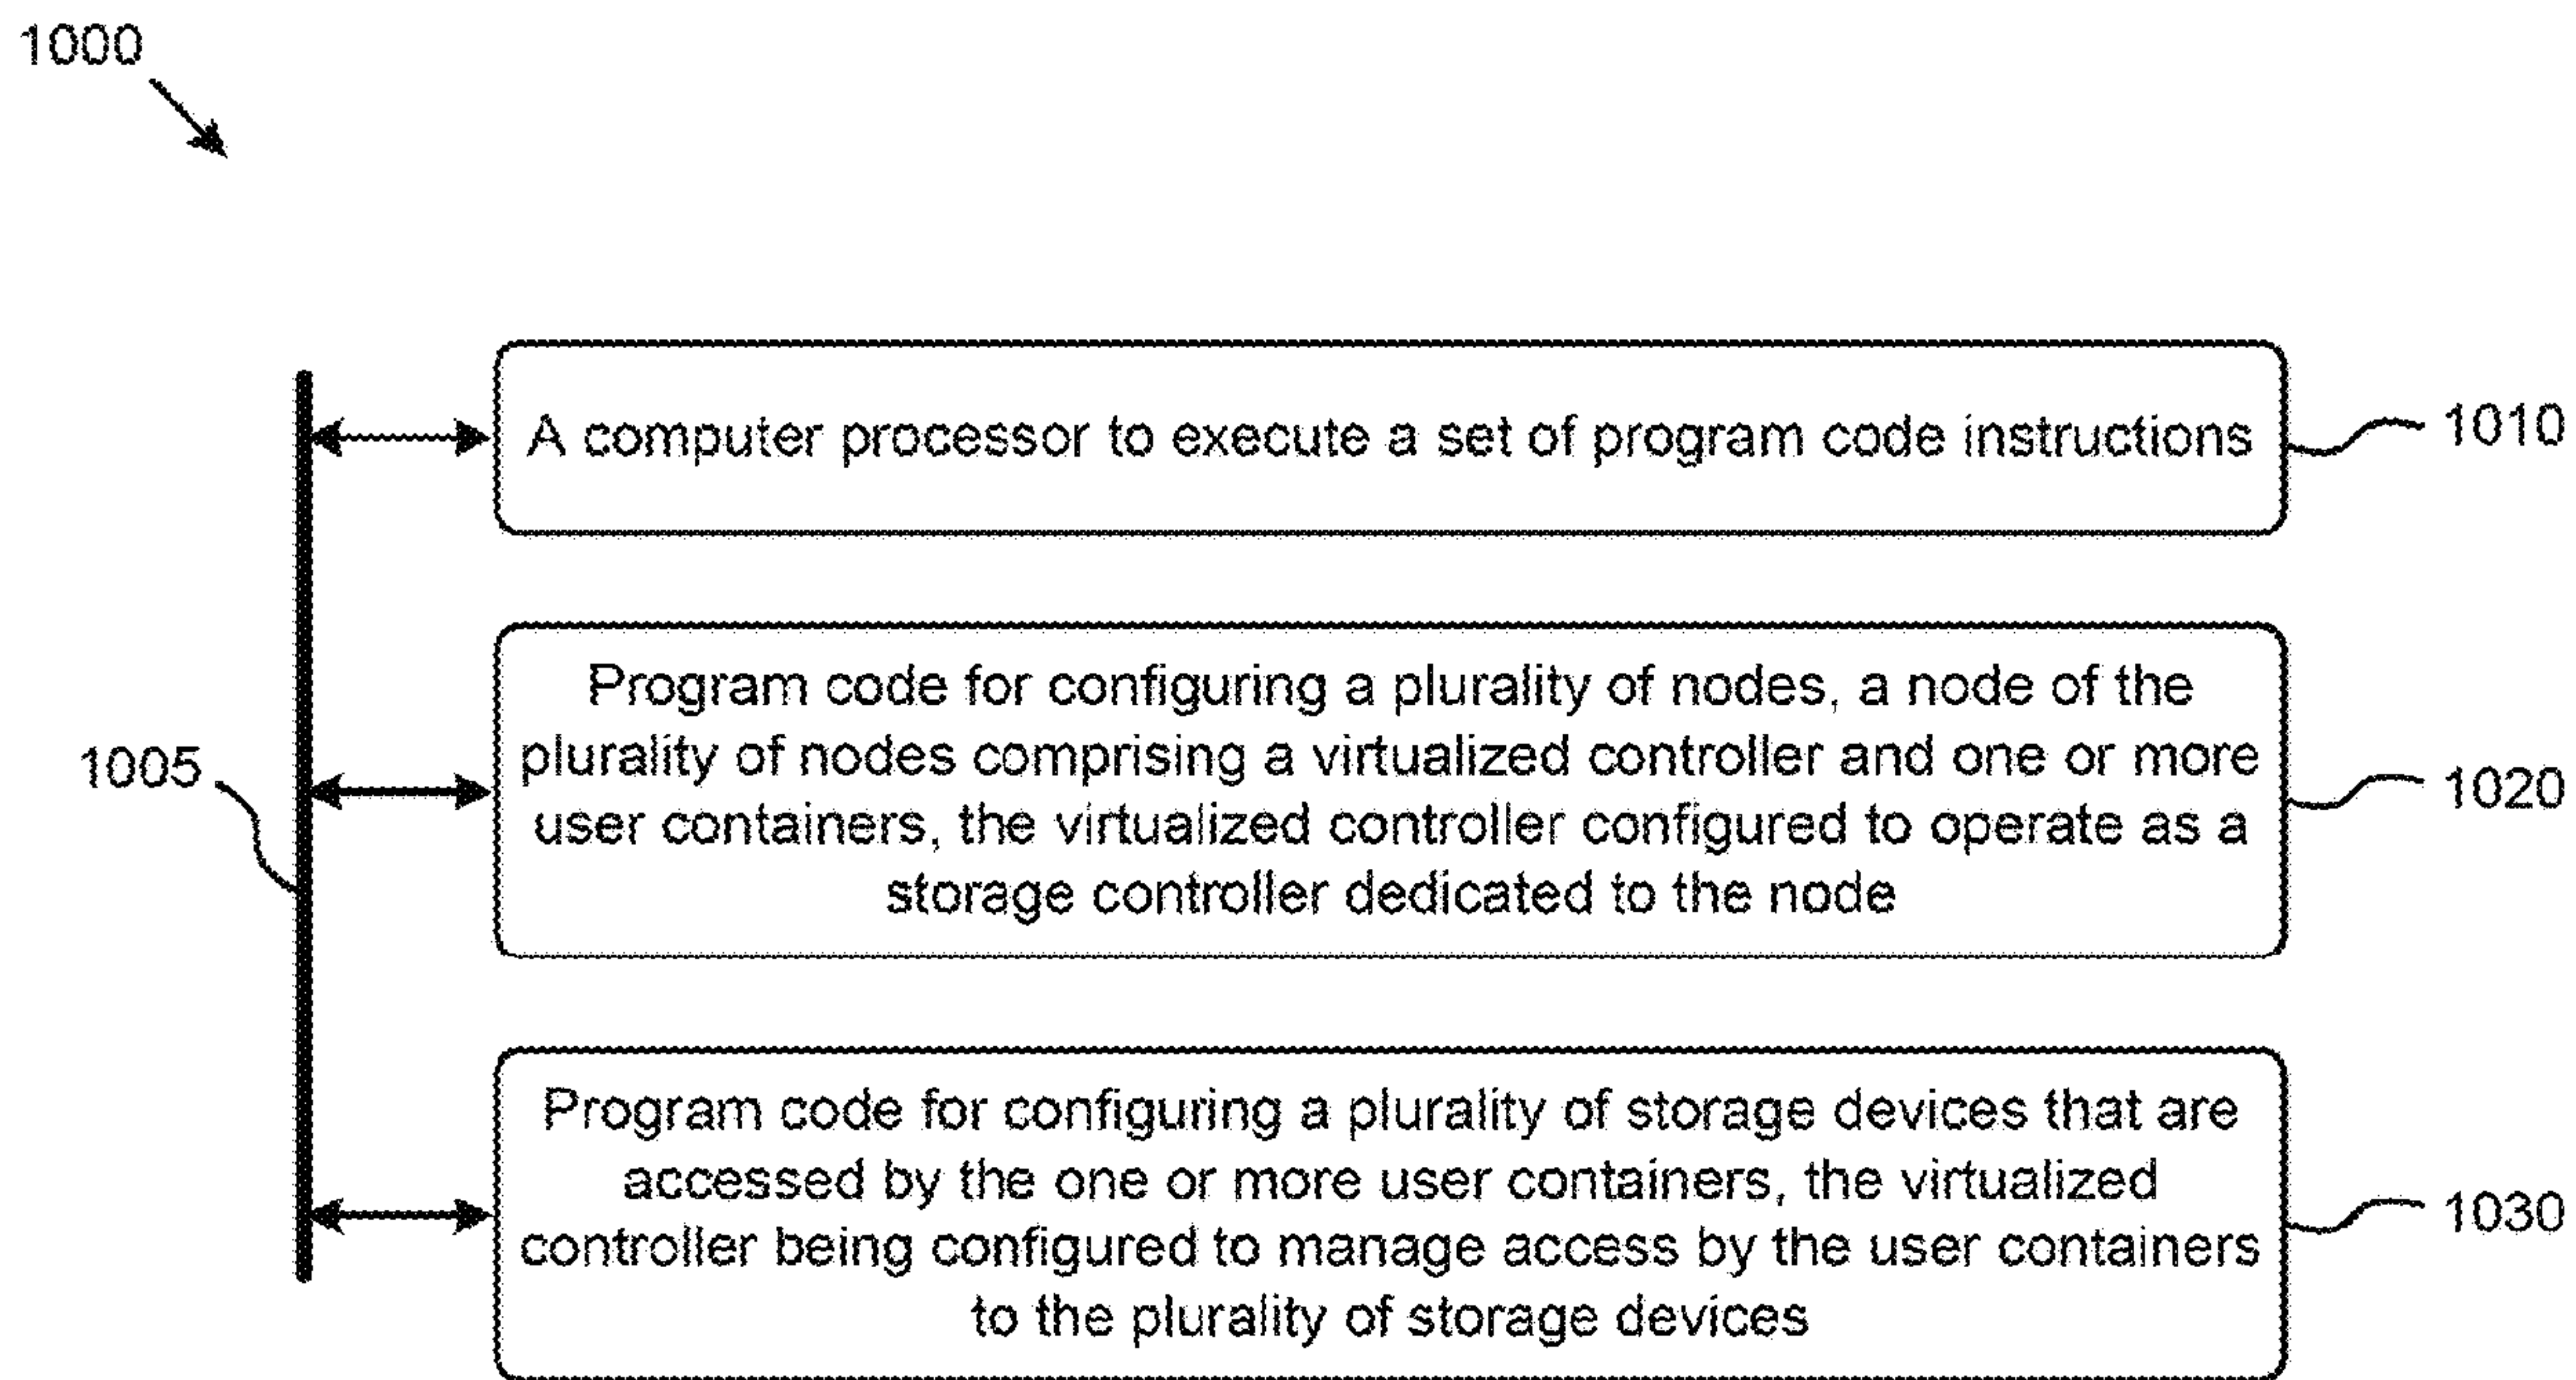 1000
A computer processor to execute a set of program code instructions
1010
Program code for configuring a plurality of nodes, a node of the
plurality of nodes comprising a virtualized controller and one or more
user containers, the virtualized controller configured to operate as a
storage controller dedicated to the node
1005
1020
Program code for configuring a plurality of storage devices that are
accessed by the one or more user containers, the virtualized
controller being configured to manage access by the user containers
to the plurality of storage devices
1030